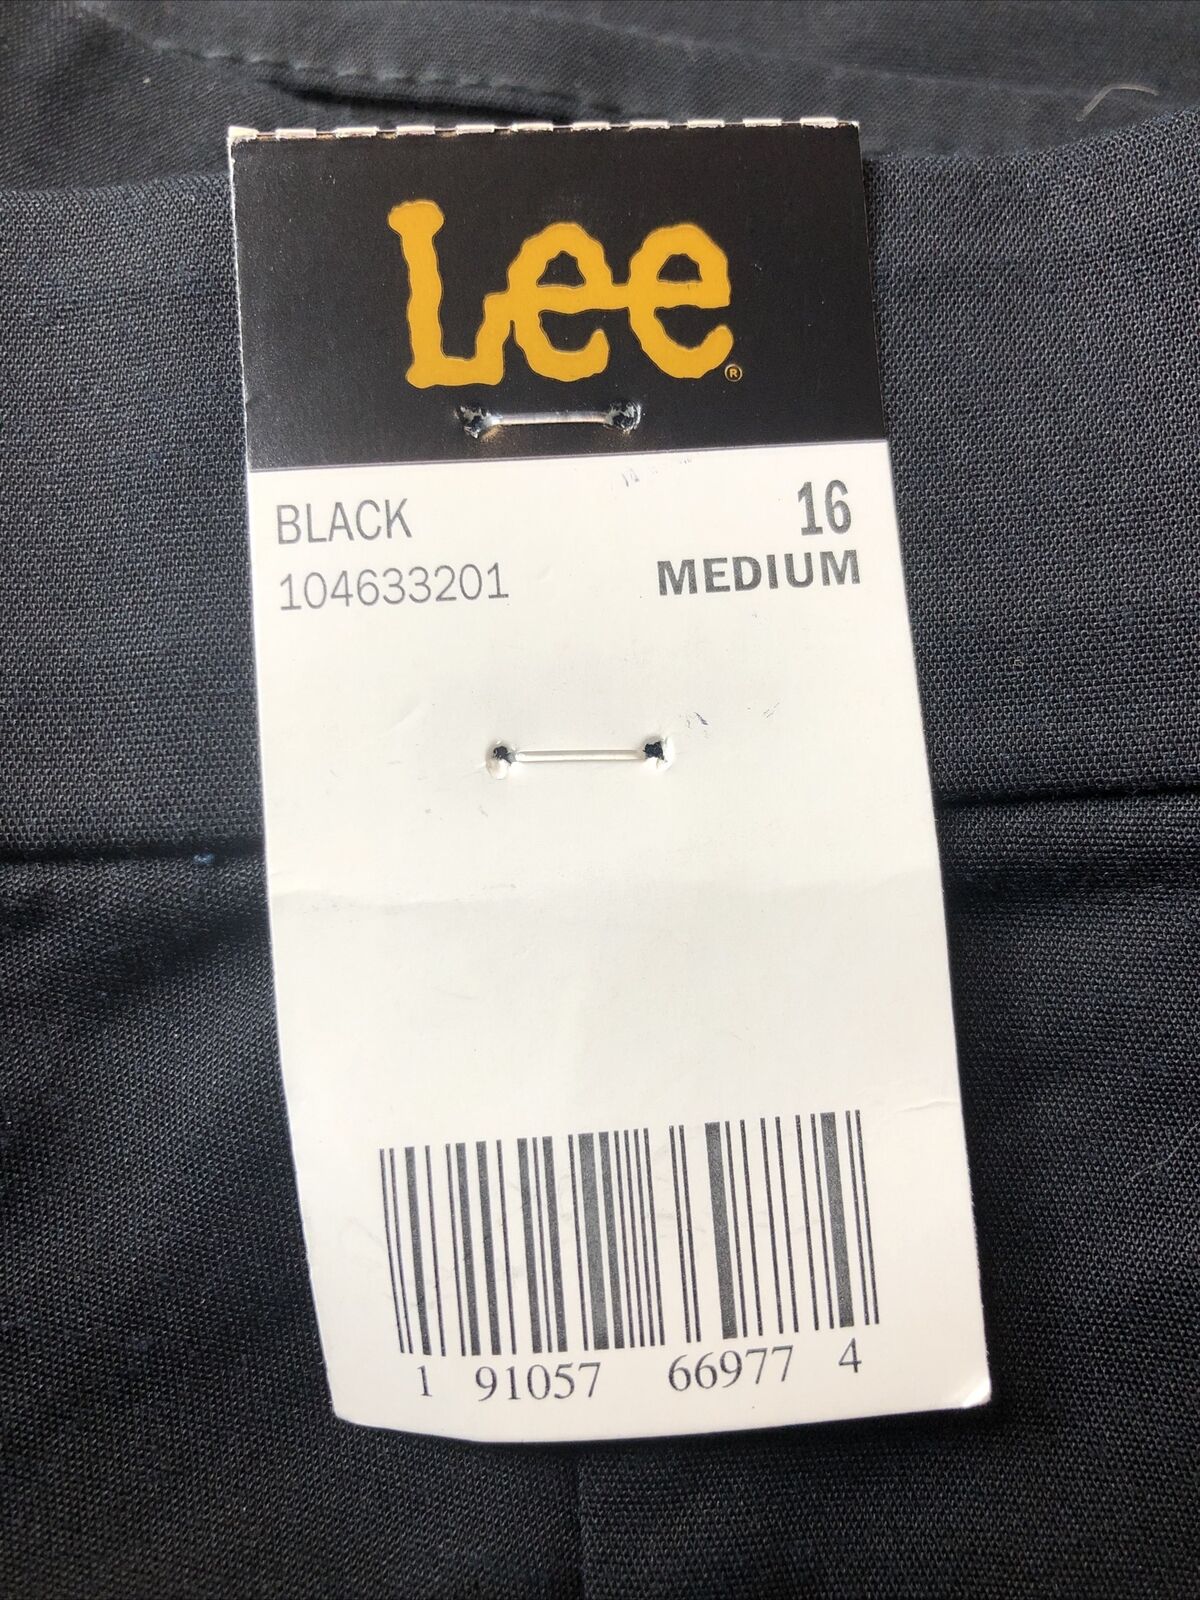 Lee®
BLACK 16
104633201 MEDIUM
1 91057 66977 4